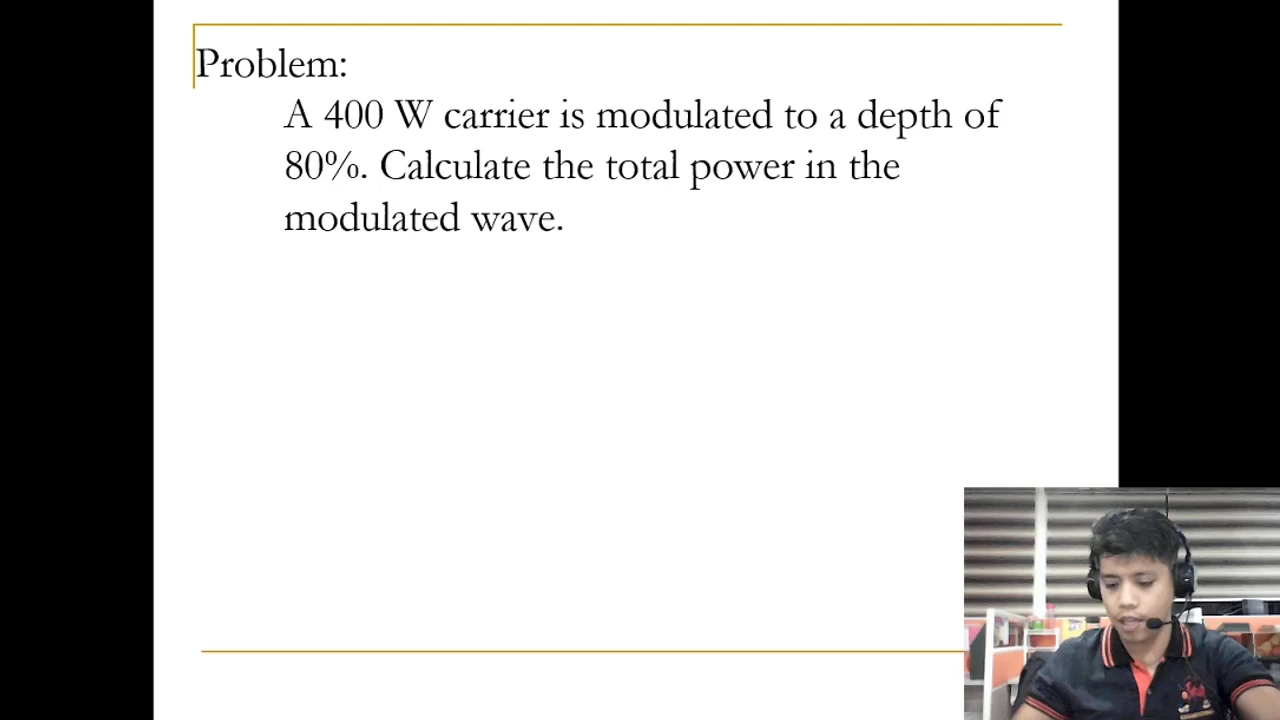 Problem:
A 400 W carrier is modulated to a depth of
80%. Calculate the total power in the
modulated wave.